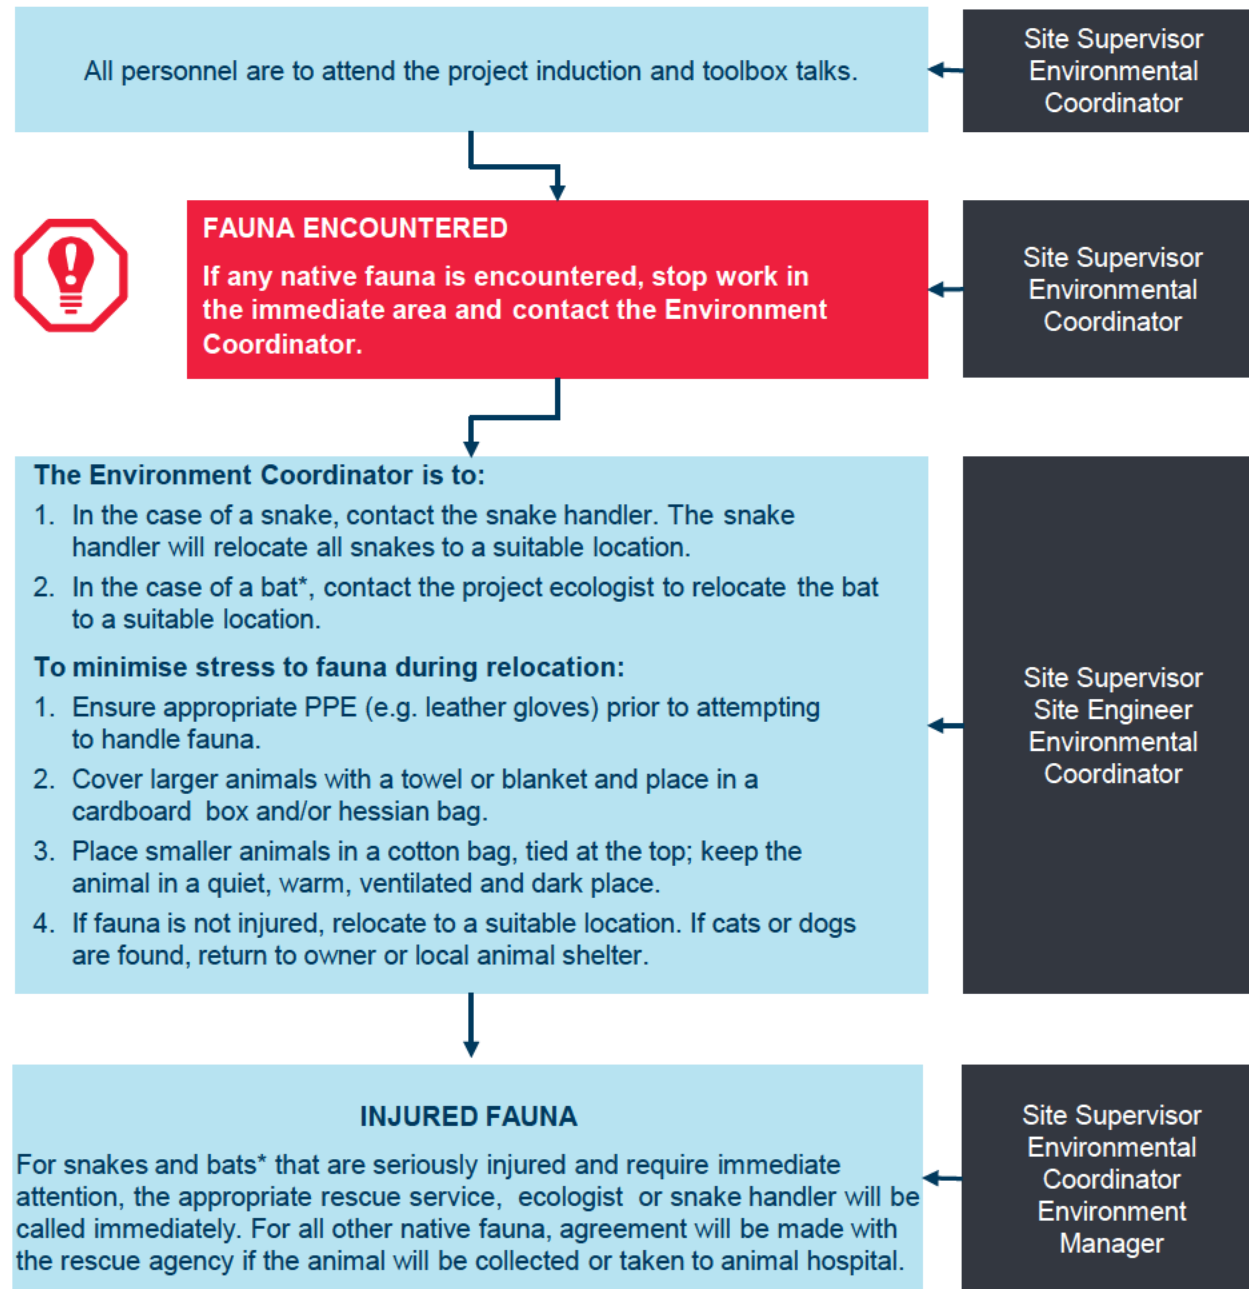 All personnel are to attend the project induction and toolbox talks.
Site Supervisor
Environmental
Coordinator
FAUNA ENCOUNTERED
If any native fauna is encountered, stop work in
the immediate area and contact the Environment
Coordinator.
Site Supervisor
Environmental
Coordinator
The Environment Coordinator is to:
1. In the case of a snake, contact the snake handler. The snake
handler will relocate all snakes to a suitable location.
2. In the case of a bat*, contact the project ecologist to relocate the bat
to a suitable location.
To minimise stress to fauna during relocation:
1. Ensure appropriate PPE (e.g. leather gloves) prior to attempting
to handle fauna.
2. Cover larger animals with a towel or blanket and place in a
cardboard box and/or hessian bag.
3. Place smaller animals in a cotton bag, tied at the top; keep the
animal in a quiet, warm, ventilated and dark place.
4. If fauna is not injured, relocate to a suitable location. If cats or dogs
are found, return to owner or local animal shelter.
Site Supervisor
Site Engineer
Environmental
Coordinator
INJURED FAUNA
For snakes and bats* that are seriously injured and require immediate
attention, the appropriate rescue service, ecologist or snake handler will be
called immediately. For all other native fauna, agreement will be made with
the rescue agency if the animal will be collected or taken to animal hospital.
Site Supervisor
Environmental
Coordinator
Environment
Manager